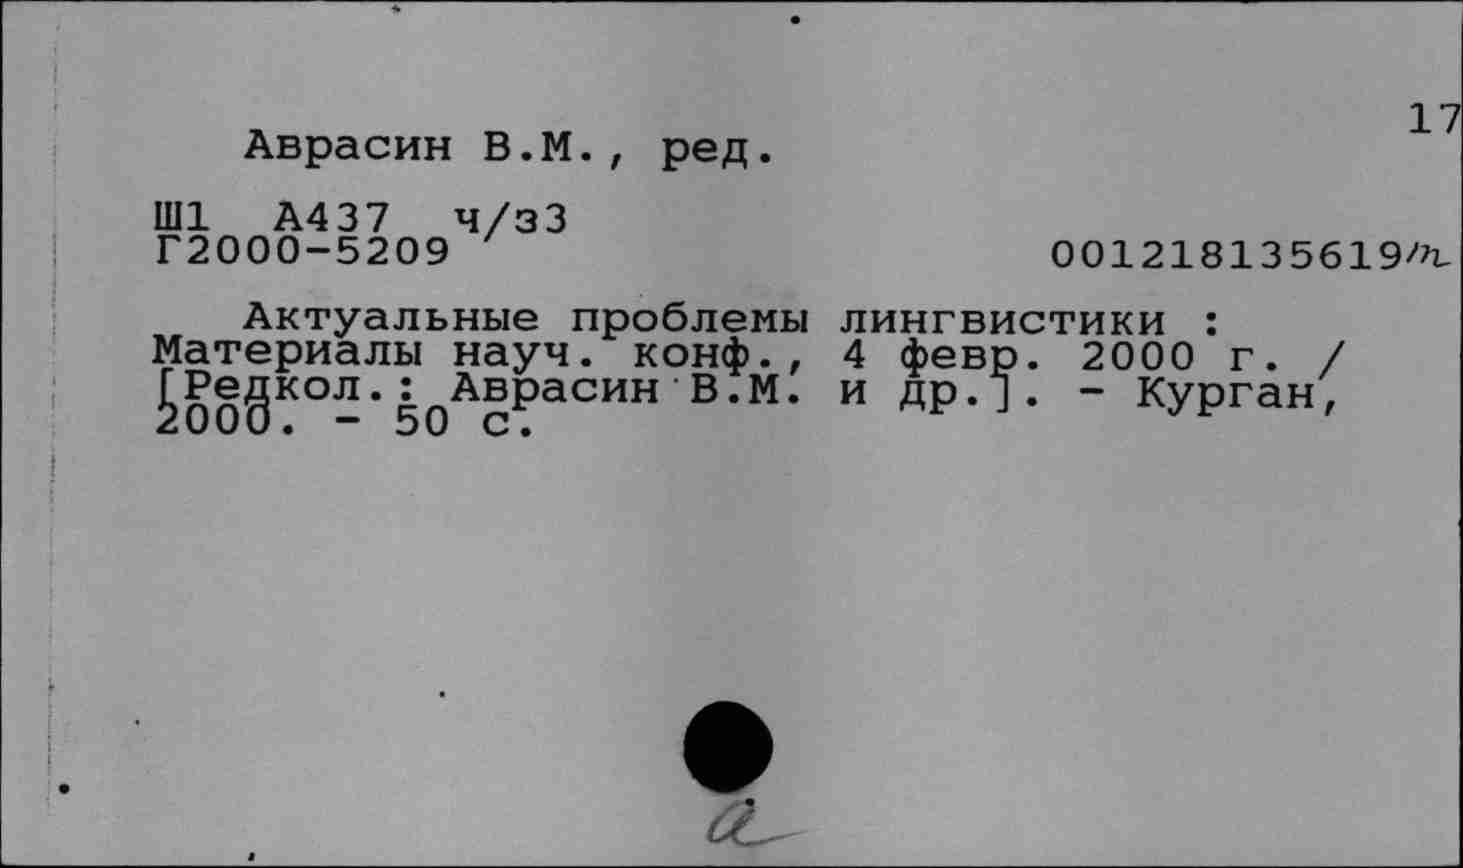 17
Аврасин В.М., ред.
Ш1 А437 ч/з3
Г2000-5209 001218135619
Актуальные проблемы лингвистики :
Материалы науч. конф., 4 февр. 2000 г. /
[Редкол.: Аврасин В.М. и др.]. - Курган,
2000. - 50 с.
а